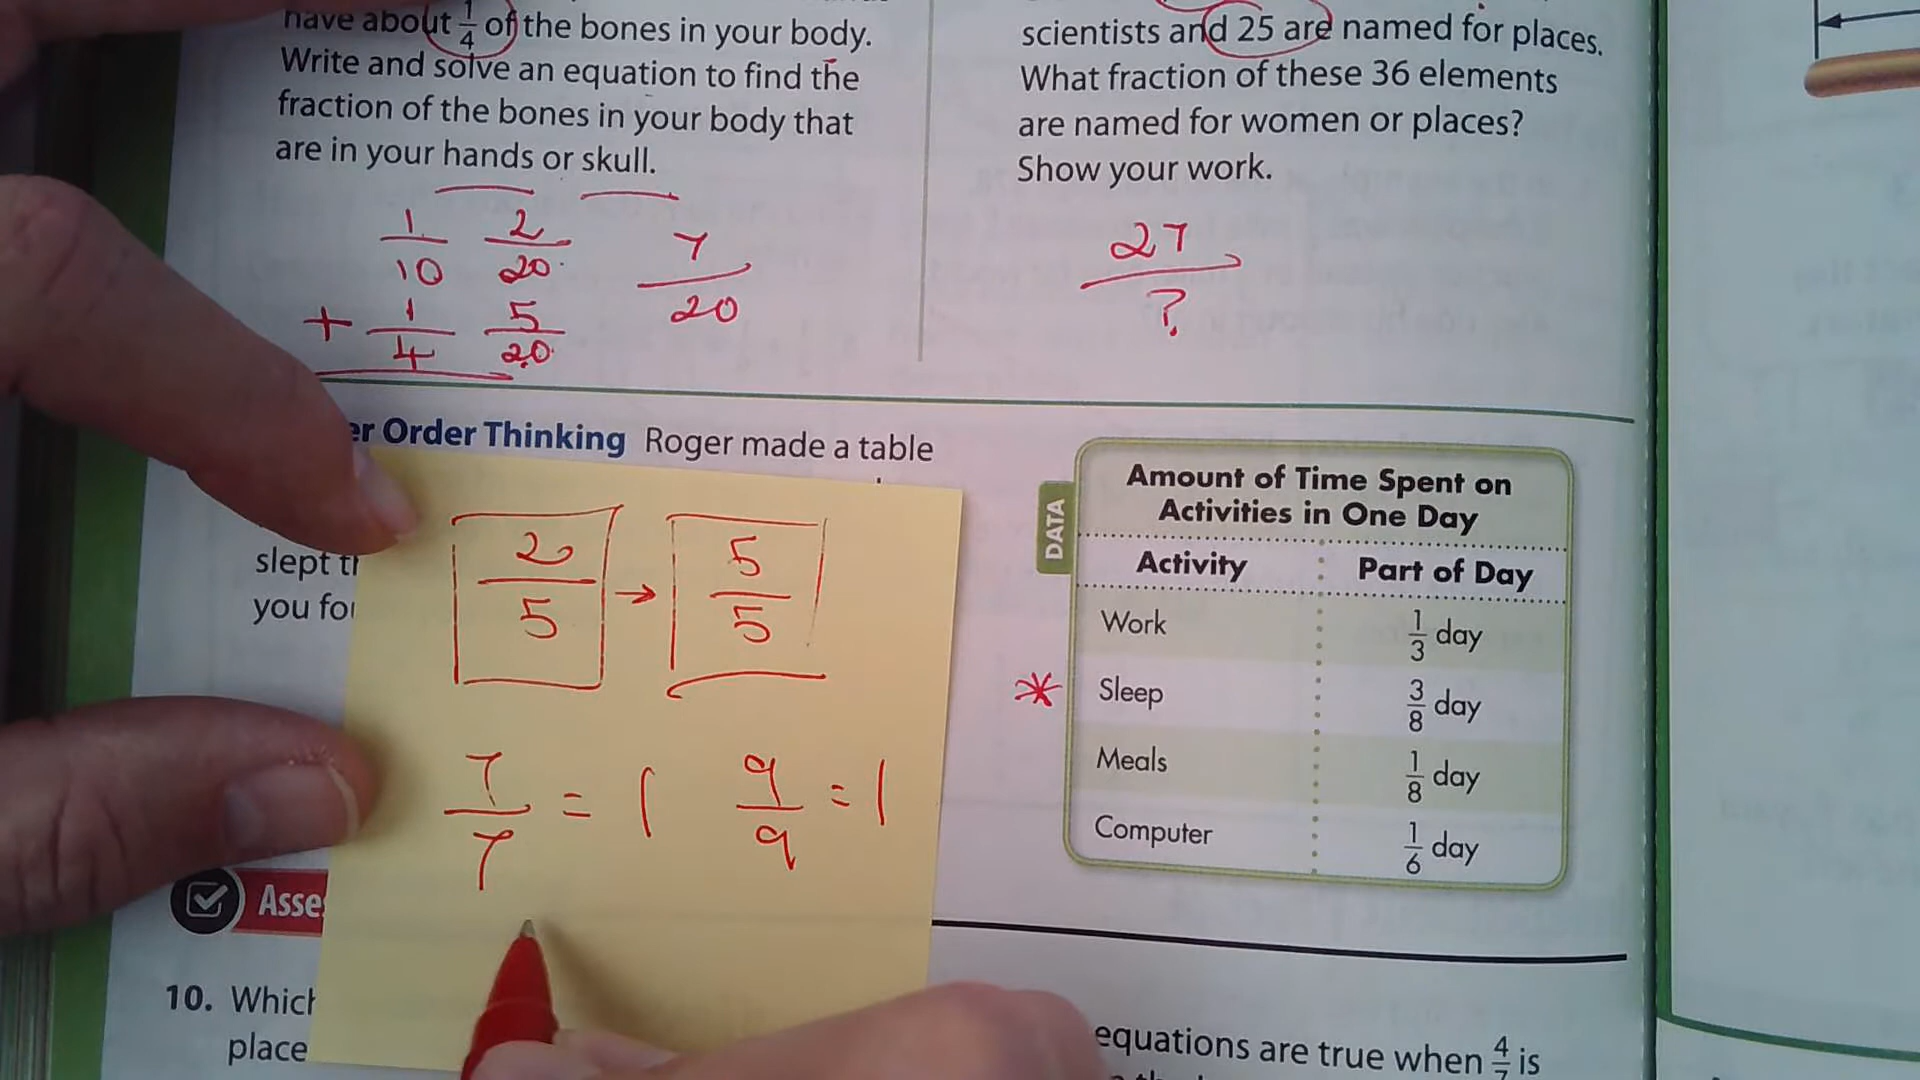 have about 1/4 of the bones in your body.
Write and solve an equation to find the
fraction of the bones in your body that
are in your hands or skull.
1/10 2/20 7/20
+ 1/4 5/20
scientists and 25 are named for places.
What fraction of these 36 elements
are named for women or places?
Show your work.
27/?
er Order Thinking Roger made a table
slept
you for
2/5 → 5/5
7/7 = 1 9/9 = 1
DATA
Amount of Time Spent on
Activities in One Day
Activity Part of Day
Work 1/3 day
* Sleep 3/8 day
Meals 1/8 day
Computer 1/6 day
Asse
10. Which
place
equations are true when 4/7 is